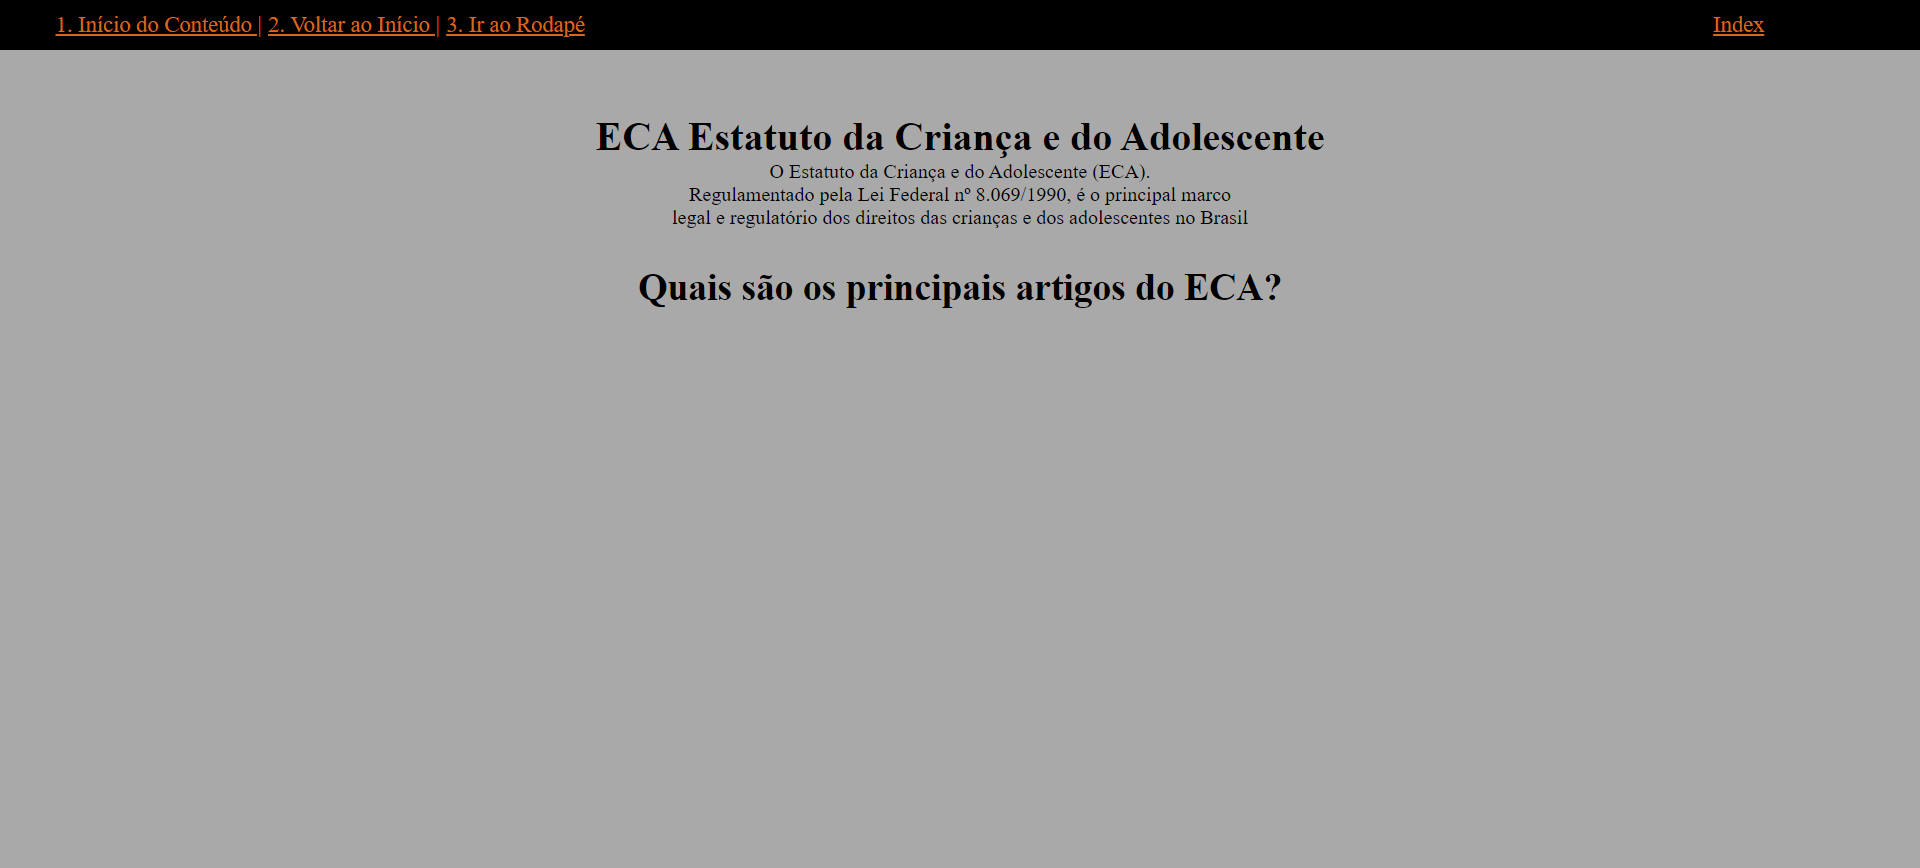 1. Início do Conteúdo | 2. Voltar ao Início | 3. Ir ao Rodapé Index
ECA Estatuto da Criança e do Adolescente
O Estatuto da Criança e do Adolescente (ECA).
Regulamentado pela Lei Federal nº 8.069/1990, é o principal marco
legal e regulatório dos direitos das crianças e dos adolescentes no Brasil
Quais são os principais artigos do ECA?